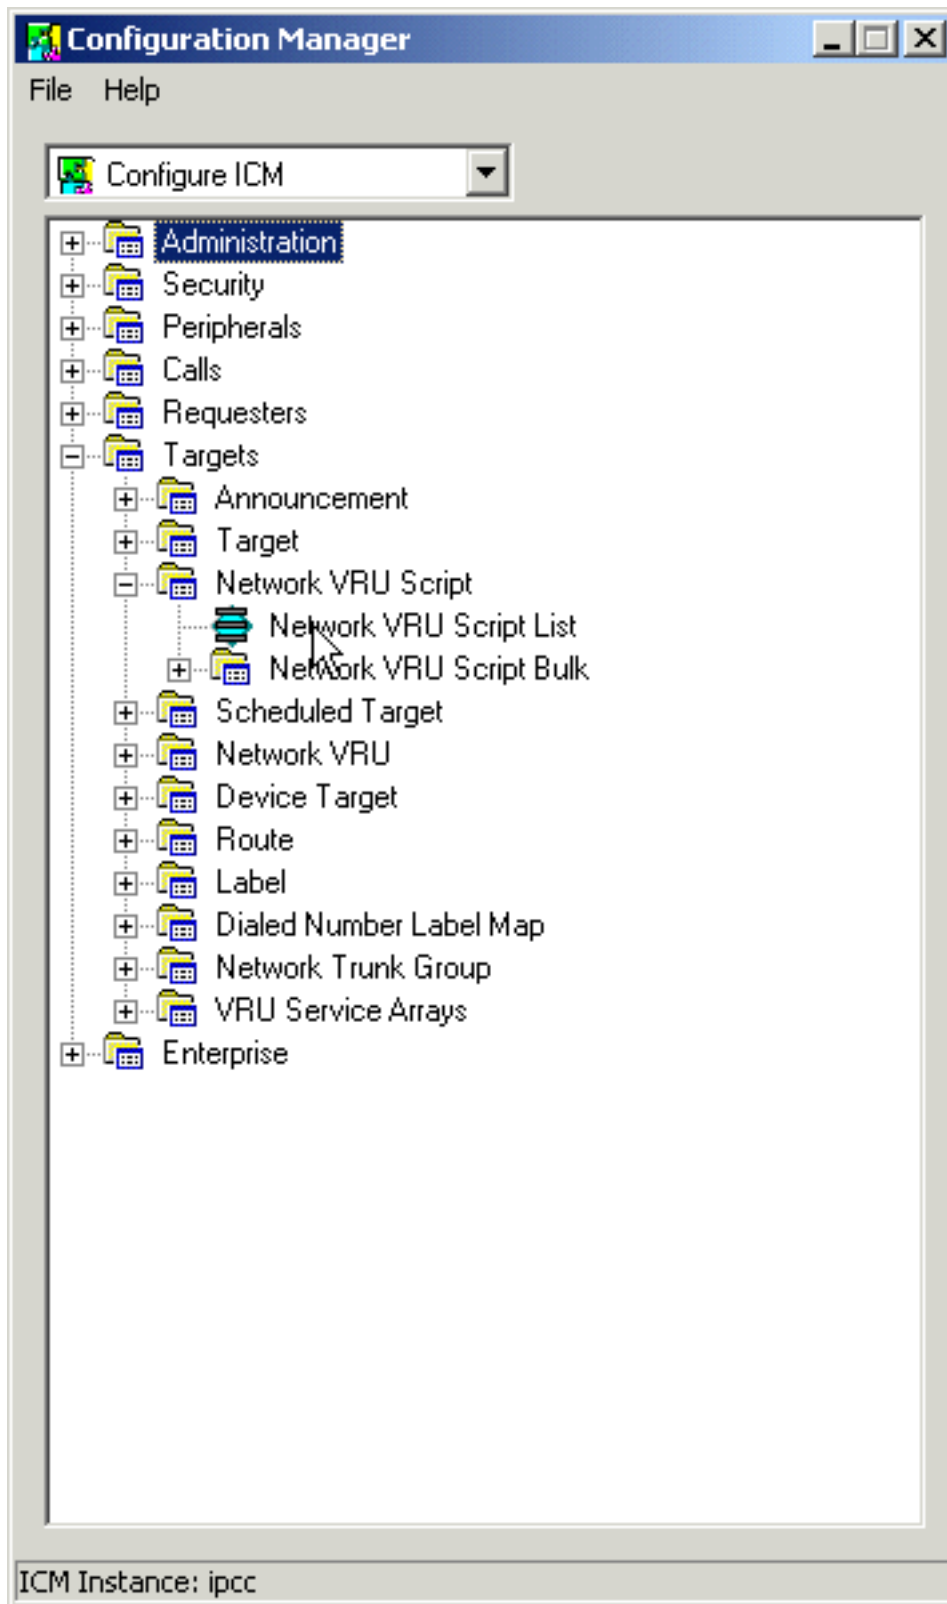 Configuration Manager
File Help
Configure ICM
Administration
Security
Peripherals
Calls
Requesters
Targets
Announcement
Target
Network VRU Script
Network VRU Script List
Network VRU Script Bulk
Scheduled Target
Network VRU
Device Target
Route
Label
Dialed Number Label Map
Network Trunk Group
VRU Service Arrays
Enterprise
ICM Instance: ipcc